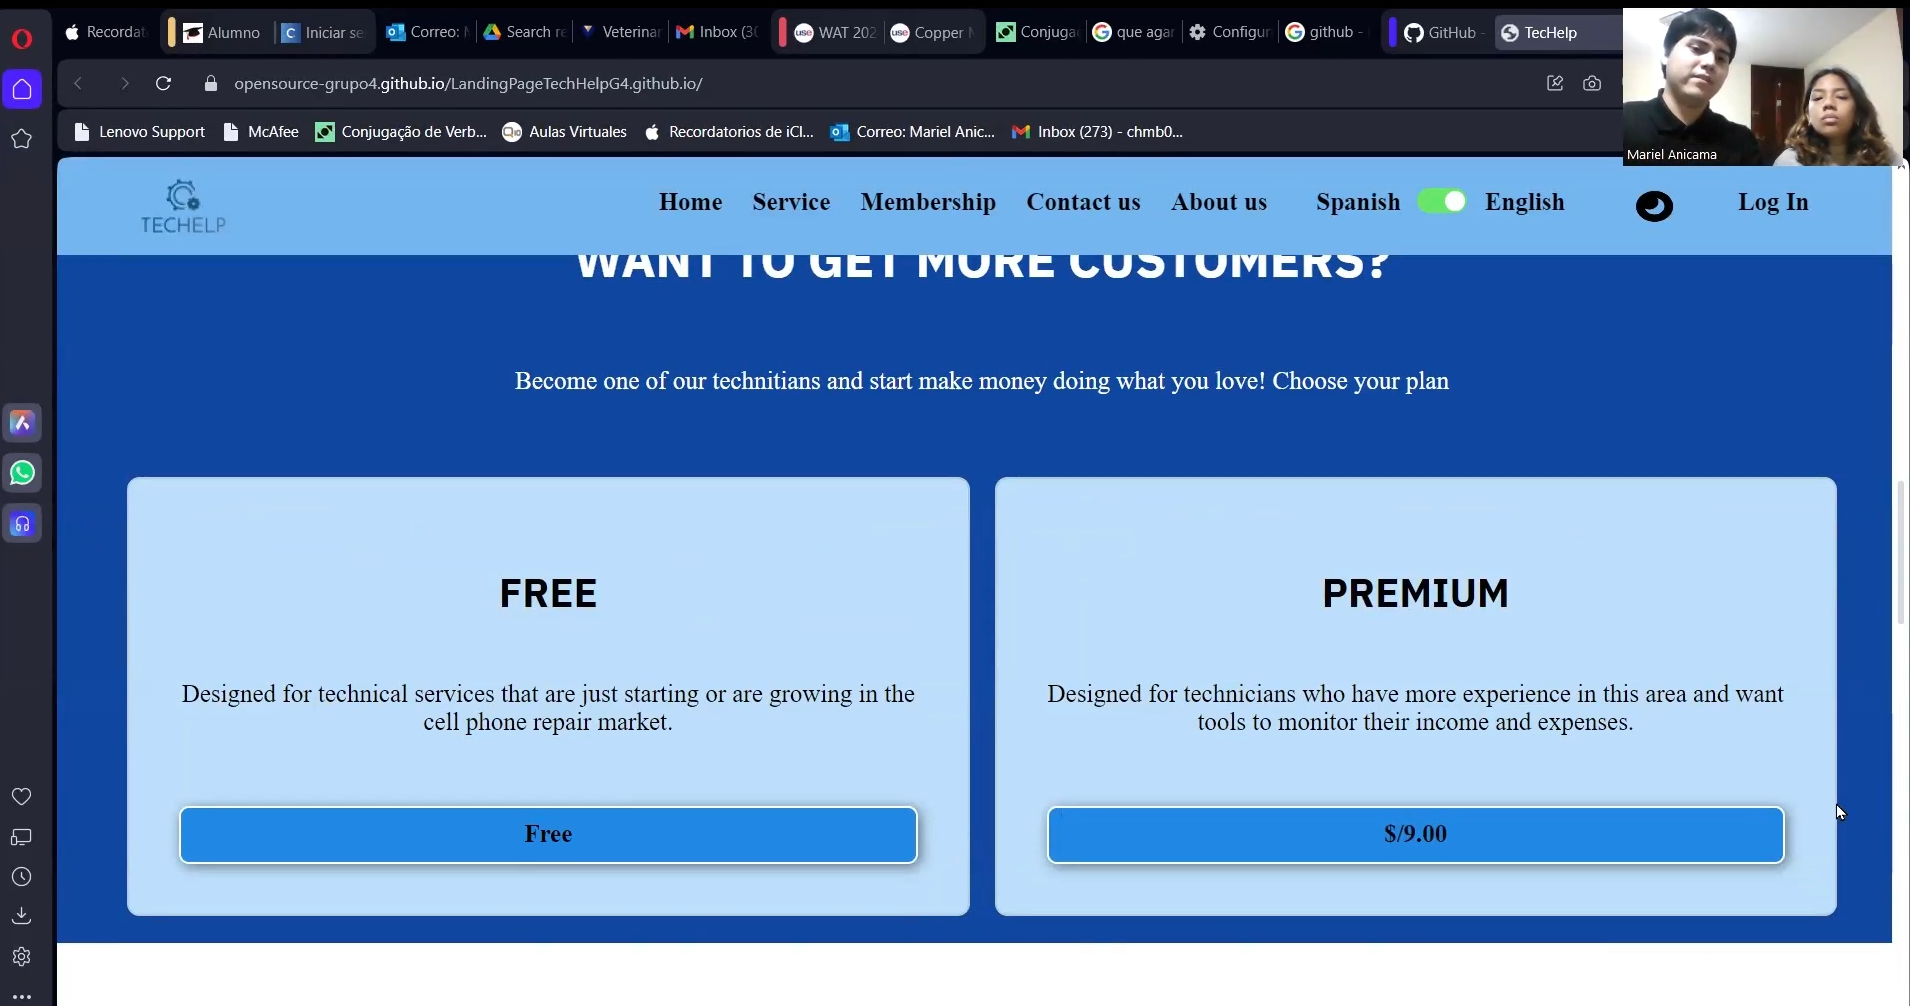 Recordat
Alumno
Iniciar se
Correo: M
Search re
Veterinar
Inbox (30
WAT 202
Copper M
Conjuga
que agar
Configur
github -
GitHub -
TecHelp
opensource-grupo4.github.io/LandingPageTechHelpG4.github.io/
Lenovo Support
McAfee
Conjugação de Verb...
Aulas Virtuales
Recordatorios de iCl...
Correo: Mariel Anic...
Inbox (273) - chmb0...
Mariel Anicama
TECHELP
Home
Service
Membership
Contact us
About us
Spanish
English
Log In
WANT TO GET MORE CUSTOMERS?
Become one of our technitians and start make money doing what you love! Choose your plan
FREE
Designed for technical services that are just starting or are growing in the
cell phone repair market.
Free
PREMIUM
Designed for technicians who have more experience in this area and want
tools to monitor their income and expenses.
$/9.00